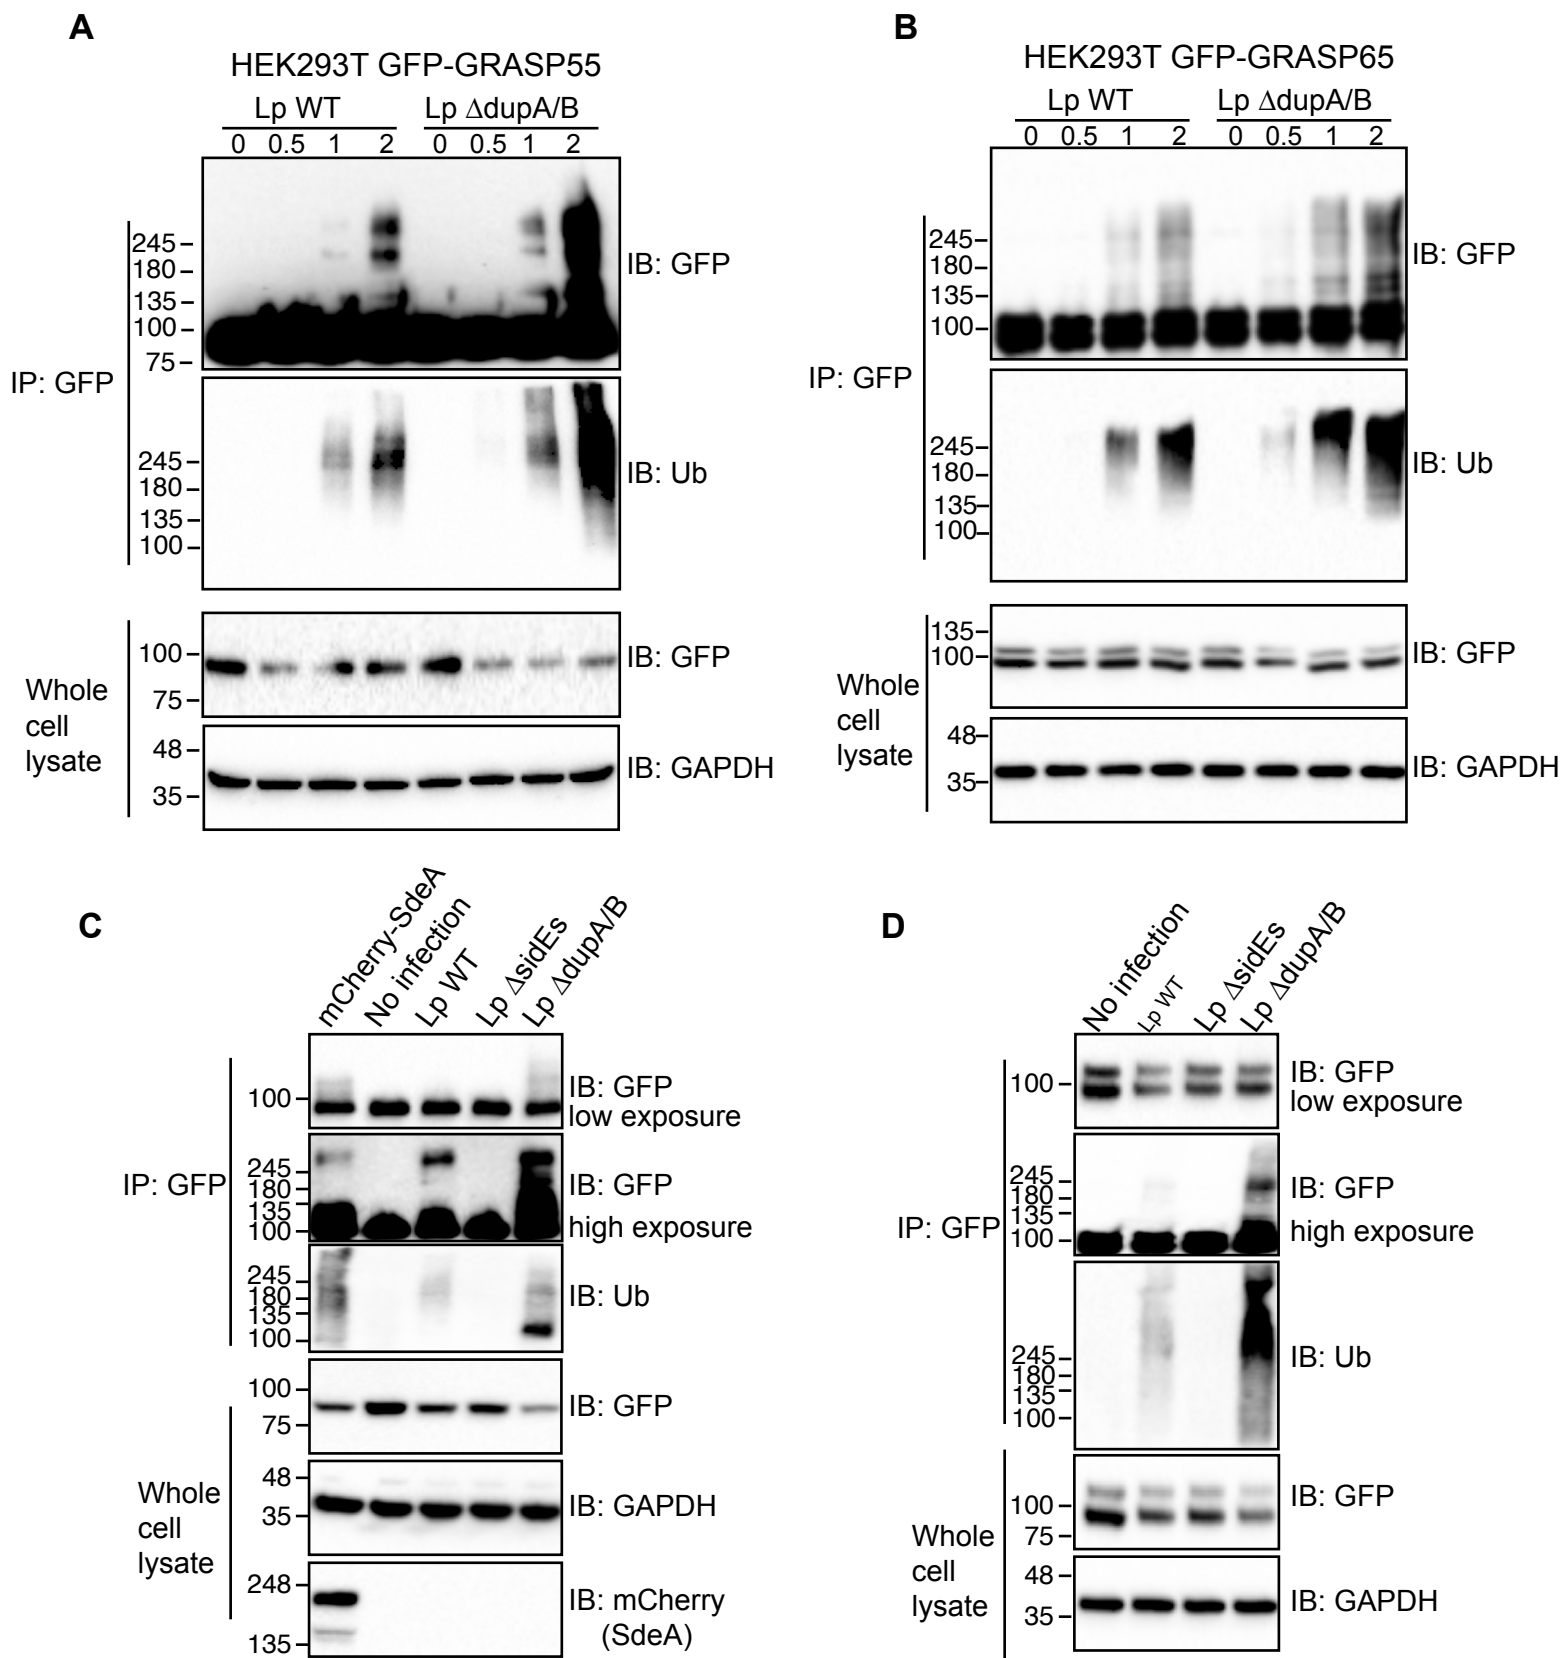 A
HEK293T GFP-GRASP55
Lp WT Lp ΔdupA/B
0 0.5 1 2 0 0.5 1 2
IP: GFP
245
180
135
100
75
IB: GFP
245
180
135
100
IB: Ub
Whole
cell
lysate
100
75
IB: GFP
48
35
IB: GAPDH
B
HEK293T GFP-GRASP65
Lp WT Lp ΔdupA/B
0 0.5 1 2 0 0.5 1 2
IP: GFP
245
180
135
100
IB: GFP
245
180
135
100
IB: Ub
Whole
cell
lysate
135
100
IB: GFP
48
35
IB: GAPDH
C
mCherry-SdeA
No infection
Lp WT
Lp ΔsidEs
Lp ΔdupA/B
IP: GFP
100
IB: GFP
low exposure
245
180
135
100
IB: GFP
high exposure
245
180
135
100
IB: Ub
Whole
cell
lysate
100
75
IB: GFP
48
35
IB: GAPDH
248
135
IB: mCherry
(SdeA)
D
No infection
Lp WT
Lp ΔsidEs
Lp ΔdupA/B
IP: GFP
100
IB: GFP
low exposure
245
180
135
100
IB: GFP
high exposure
245
180
135
100
IB: Ub
Whole
cell
lysate
100
75
IB: GFP
48
35
IB: GAPDH